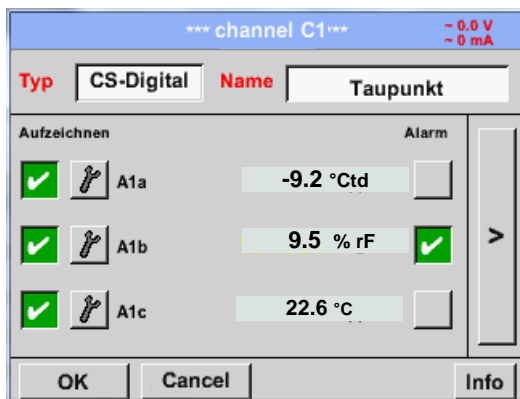 *** channel C1 ***
~ 0.0 V
~ 0 mA
Typ CS-Digital Name Taupunkt
Aufzeichnen Alarm
A1a -9.2 °Ctd
A1b 9.5 % rF
A1c 22.6 °C
>
OK Cancel Info